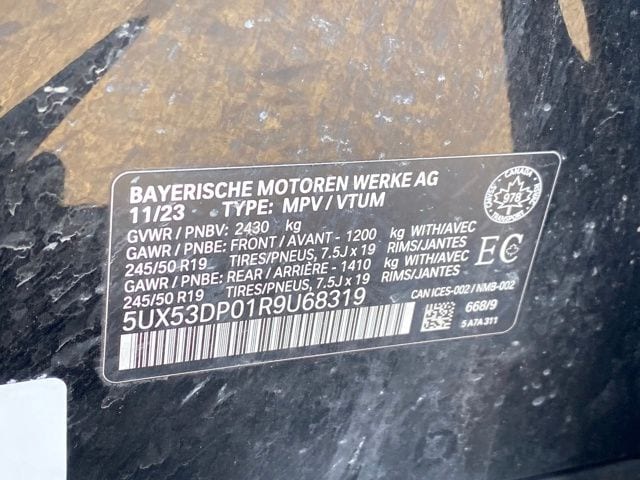 BAYERISCHE MOTOREN WERKE AG
11/23 TYPE: MPV / VTUM
GVWR / PNBV: 2430 kg
GAWR / PNBE: FRONT / AVANT - 1200 kg WITH/AVEC
245/50 R19 TIRES/PNEUS, 7.5J x 19 RIMS/JANTES
GAWR / PNBE: REAR / ARRIÈRE - 1410 kg WITH/AVEC
245/50 R19 TIRES/PNEUS, 7.5J x 19 RIMS/JANTES
5UX53DP01R9U68319
CANADA
978
TRANSPORT
EC
CAN ICES-002 / NMB-002
668/9
5 A7A 311